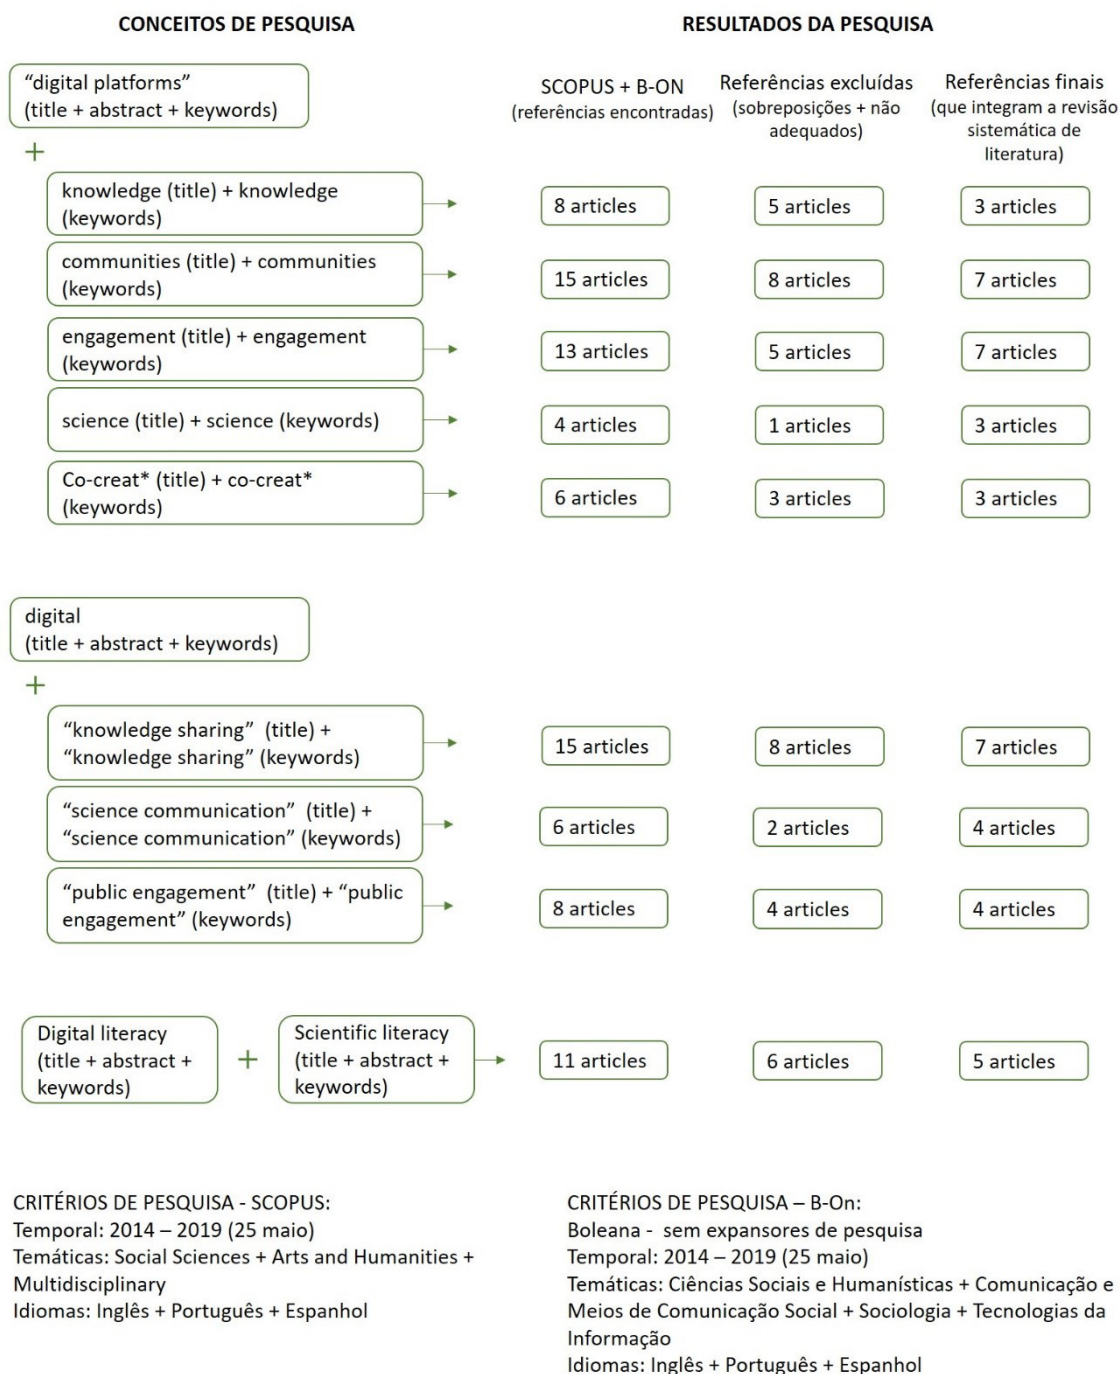 CONCEITOS DE PESQUISA
RESULTADOS DA PESQUISA
“digital platforms”
(title + abstract + keywords)
SCOPUS + B-ON
(referências encontradas)
Referências excluídas
(sobreposições + não
adequados)
Referências finais
(que integram a revisão
sistemática de
literatura)
+
knowledge (title) + knowledge
(keywords)
8 articles
5 articles
3 articles
communities (title) + communities
(keywords)
15 articles
8 articles
7 articles
engagement (title) + engagement
(keywords)
13 articles
5 articles
7 articles
science (title) + science (keywords)
4 articles
1 articles
3 articles
Co-creat* (title) + co-creat*
(keywords)
6 articles
3 articles
3 articles
digital
(title + abstract + keywords)
+
“knowledge sharing” (title) +
“knowledge sharing” (keywords)
15 articles
8 articles
7 articles
“science communication” (title) +
“science communication” (keywords)
6 articles
2 articles
4 articles
“public engagement” (title) + “public
engagement” (keywords)
8 articles
4 articles
4 articles
Digital literacy
(title + abstract +
keywords)
+
Scientific literacy
(title + abstract +
keywords)
11 articles
6 articles
5 articles
CRITÉRIOS DE PESQUISA - SCOPUS:
Temporal: 2014 – 2019 (25 maio)
Temáticas: Social Sciences + Arts and Humanities +
Multidisciplinary
Idiomas: Inglês + Português + Espanhol
CRITÉRIOS DE PESQUISA – B-On:
Boleana - sem expansores de pesquisa
Temporal: 2014 – 2019 (25 maio)
Temáticas: Ciências Sociais e Humanísticas + Comunicação e
Meios de Comunicação Social + Sociologia + Tecnologias da
Informação
Idiomas: Inglês + Português + Espanhol